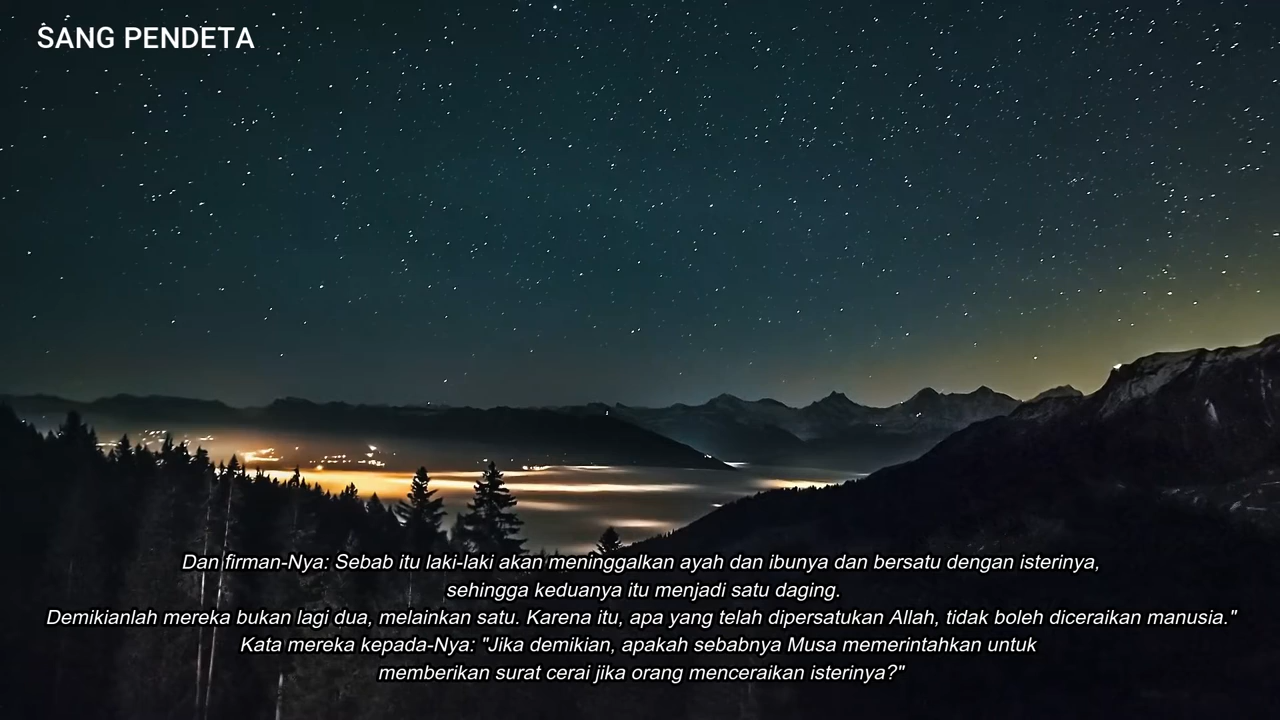 SANG PENDETA
Dan firman-Nya: Sebab itu laki-laki akan meninggalkan ayah dan ibunya dan bersatu dengan isterinya,
sehingga keduanya itu menjadi satu daging.
Demikianlah mereka bukan lagi dua, melainkan satu. Karena itu, apa yang telah dipersatukan Allah, tidak boleh diceraikan manusia."
Kata mereka kepada-Nya: "Jika demikian, apakah sebabnya Musa memerintahkan untuk
memberikan surat cerai jika orang menceraikan isterinya?"